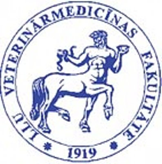 LLU VETERINĀRMEDICĪNAS FAKULTĀTE
1919